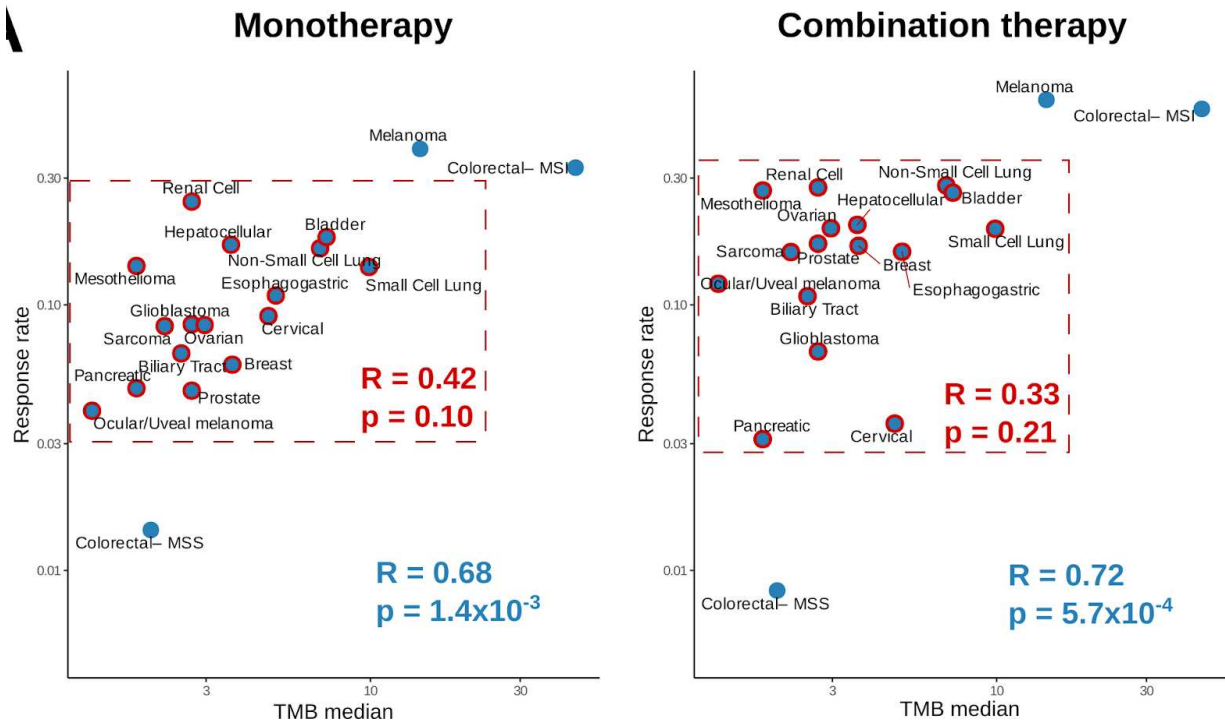 A
Monotherapy
Melanoma
Colorectal– MSI
0.30
Renal Cell
Hepatocellular
Bladder
Non-Small Cell Lung
Mesothelioma
Esophagogastric
Small Cell Lung
0.10
Glioblastoma
Sarcoma
Ovarian
Cervical
Biliary Tract
Breast
Pancreatic
Prostate
Ocular/Uveal melanoma
R = 0.42
p = 0.10
0.03
Colorectal– MSS
0.01
R = 0.68
p = 1.4x10-3
Response rate
3
10
30
TMB median
Combination therapy
Melanoma
Colorectal– MSI
0.30
Renal Cell
Non-Small Cell Lung
Mesothelioma
Hepatocellular
Bladder
Ovarian
Small Cell Lung
Sarcoma
Prostate
Breast
Ocular/Uveal melanoma
Esophagogastric
0.10
Biliary Tract
Glioblastoma
R = 0.33
p = 0.21
Pancreatic
Cervical
0.03
0.01
Colorectal– MSS
R = 0.72
p = 5.7x10-4
Response rate
3
10
30
TMB median